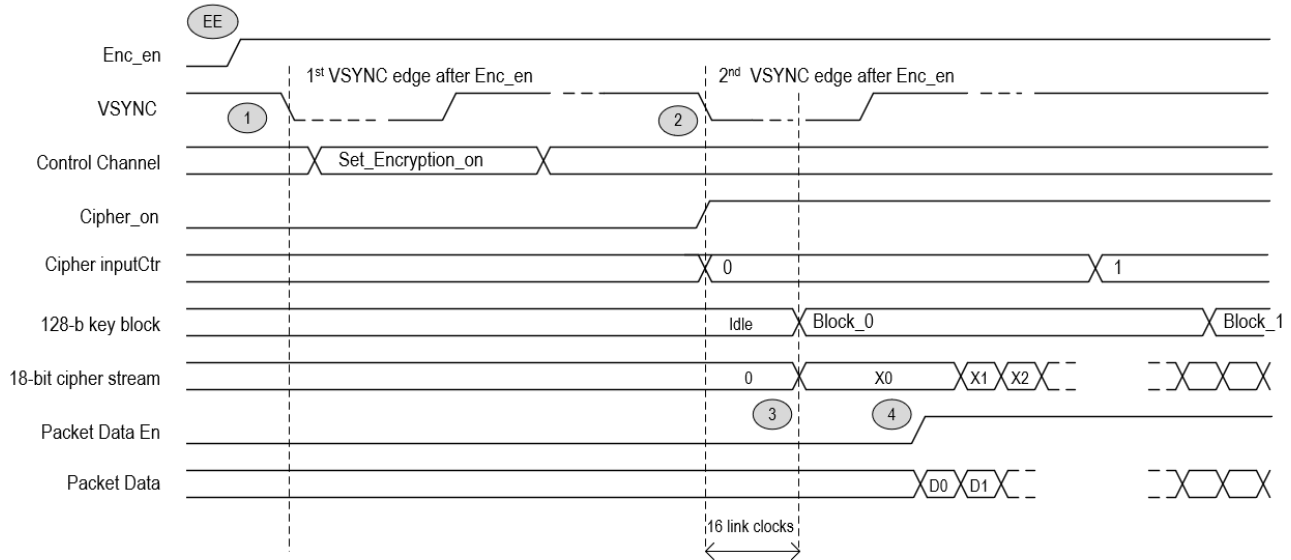 EE
Enc_en
1st VSYNC edge after Enc_en
2nd VSYNC edge after Enc_en
VSYNC
1
2
Control Channel
Set_Encryption_on
Cipher_on
Cipher inputCtr
0
1
128-b key block
Idle
Block_0
Block_1
18-bit cipher stream
0
X0
X1
X2
3
4
Packet Data En
Packet Data
D0
D1
16 link clocks